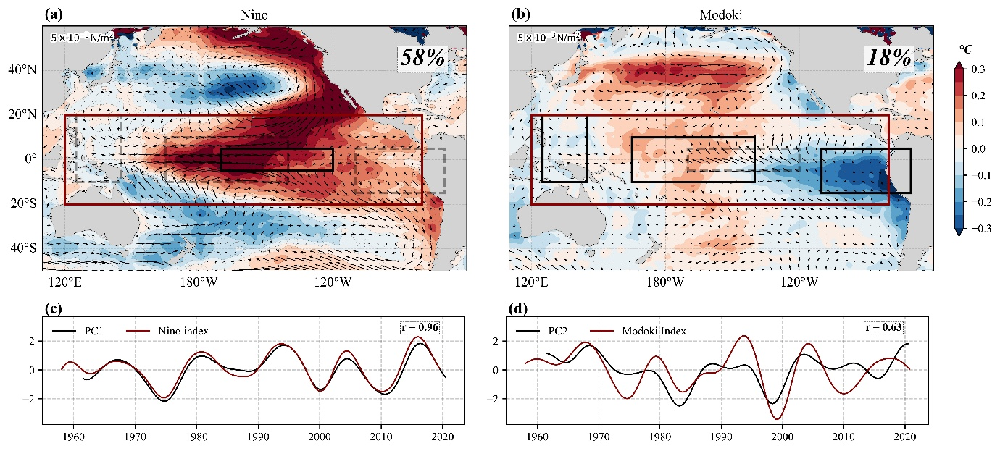 (a) Nino
5 × 10⁻³ N/m²
58%
40°N
20°N
0°
20°S
40°S
120°E 180°W 120°W
(b) Modoki
5 × 10⁻³ N/m²
18%
120°E 180°W 120°W
°C
0.3
0.2
0.1
0.0
−0.1
−0.2
−0.3
(c)
PC1 Nino index
r = 0.96
2
0
2
1960 1970 1980 1990 2000 2010 2020
(d)
PC2 Modoki Index
r = 0.63
2
0
2
1960 1970 1980 1990 2000 2010 2020